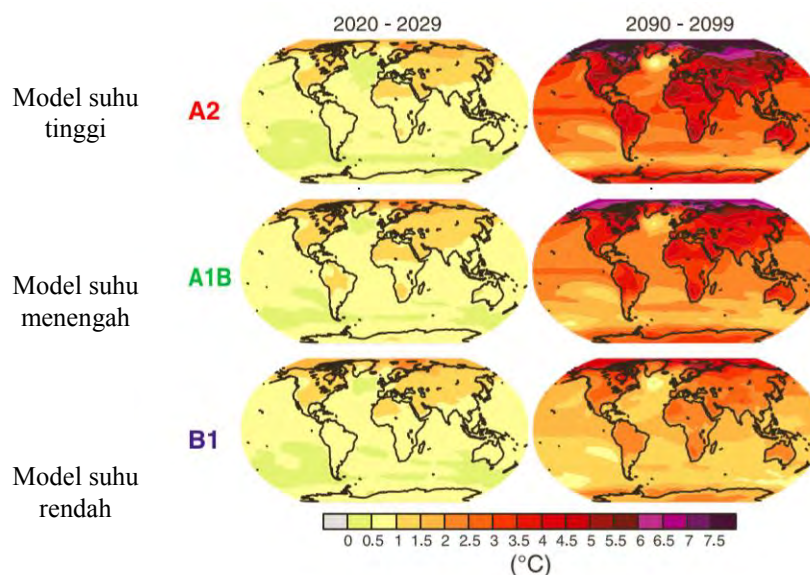 2020 - 2029
2090 - 2099
Model suhu
tinggi
A2
Model suhu
menengah
A1B
B1
Model suhu
rendah
0 0.5 1 1.5 2 2.5 3 3.5 4 4.5 5 5.5 6 6.5 7 7.5
(°C)